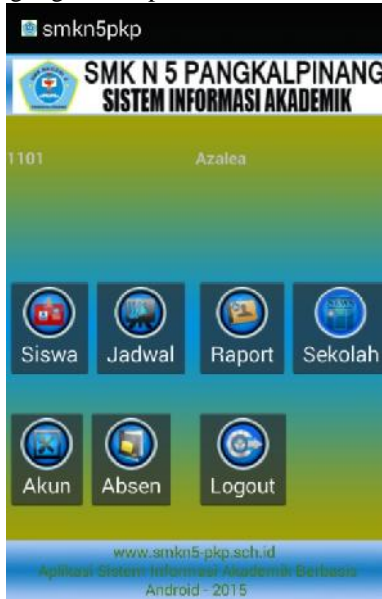 smkn5pkp
SMK N 5 PANGKALPINANG
SISTEM INFORMASI AKADEMIK
1101 Azalea
Siswa Jadwal Raport Sekolah
Akun Absen Logout
www.smkn5-pkp.sch.id
Aplikasi Sistem Informasi Akademik Berbasis
Android - 2015